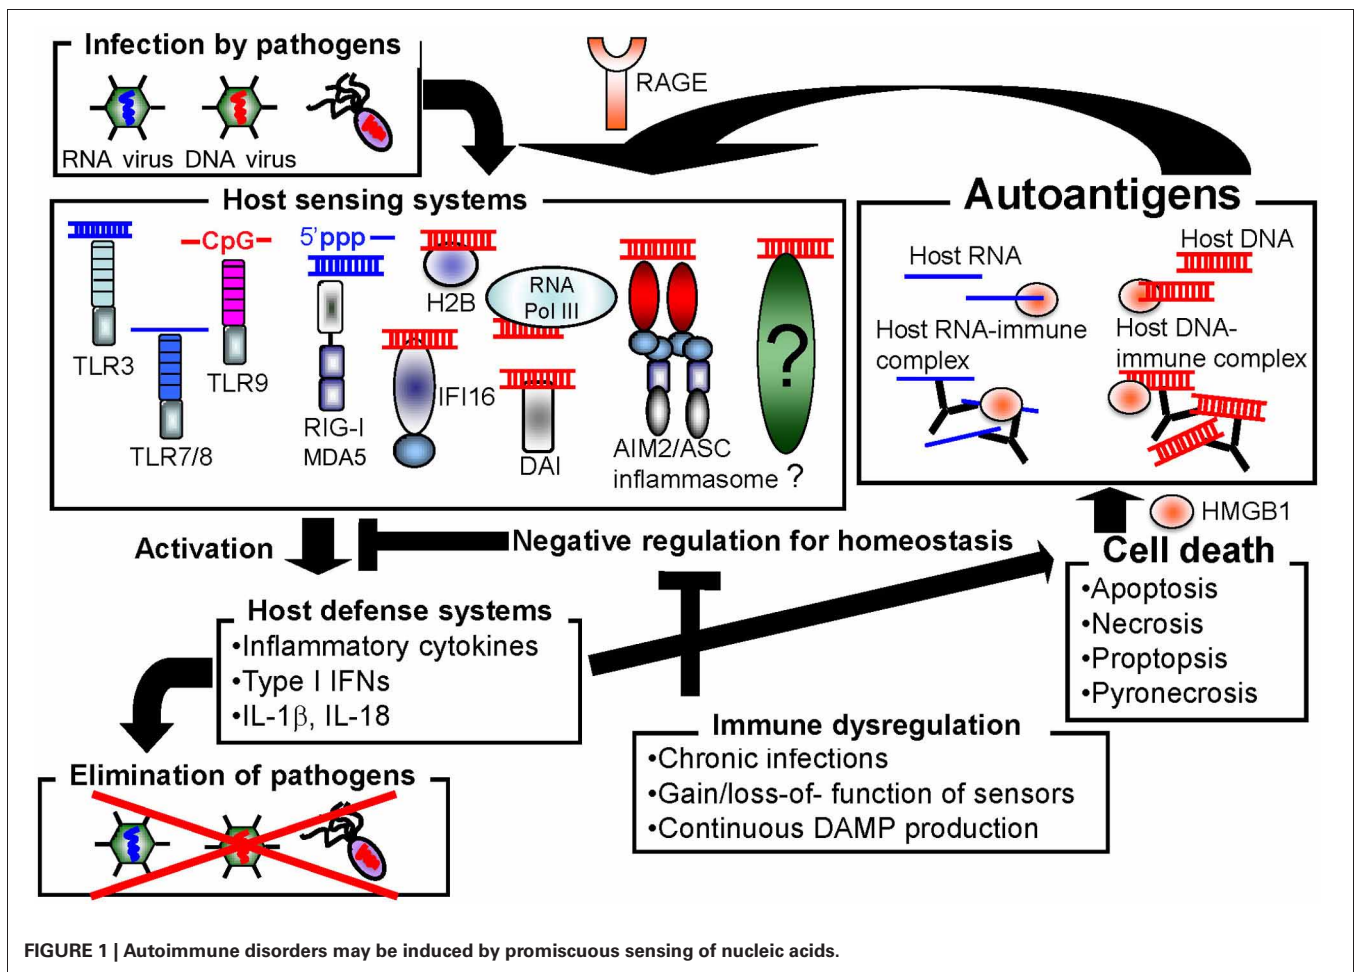 Infection by pathogens
RNA virus DNA virus
RAGE
Host sensing systems
CpG
5'ppp
TLR3
TLR7/8
TLR9
RIG-I
MDA5
H2B
IFI16
RNA
Pol III
DAI
AIM2/ASC
inflammasome
?
?
Autoantigens
Host RNA
Host DNA
Host RNA-immune
complex
Host DNA-
immune complex
HMGB1
Activation
Negative regulation for homeostasis
Cell death
•Apoptosis
•Necrosis
•Proptopsis
•Pyronecrosis
Host defense systems
•Inflammatory cytokines
•Type I IFNs
•IL-1β, IL-18
Immune dysregulation
•Chronic infections
•Gain/loss-of- function of sensors
•Continuous DAMP production
Elimination of pathogens
FIGURE 1 | Autoimmune disorders may be induced by promiscuous sensing of nucleic acids.